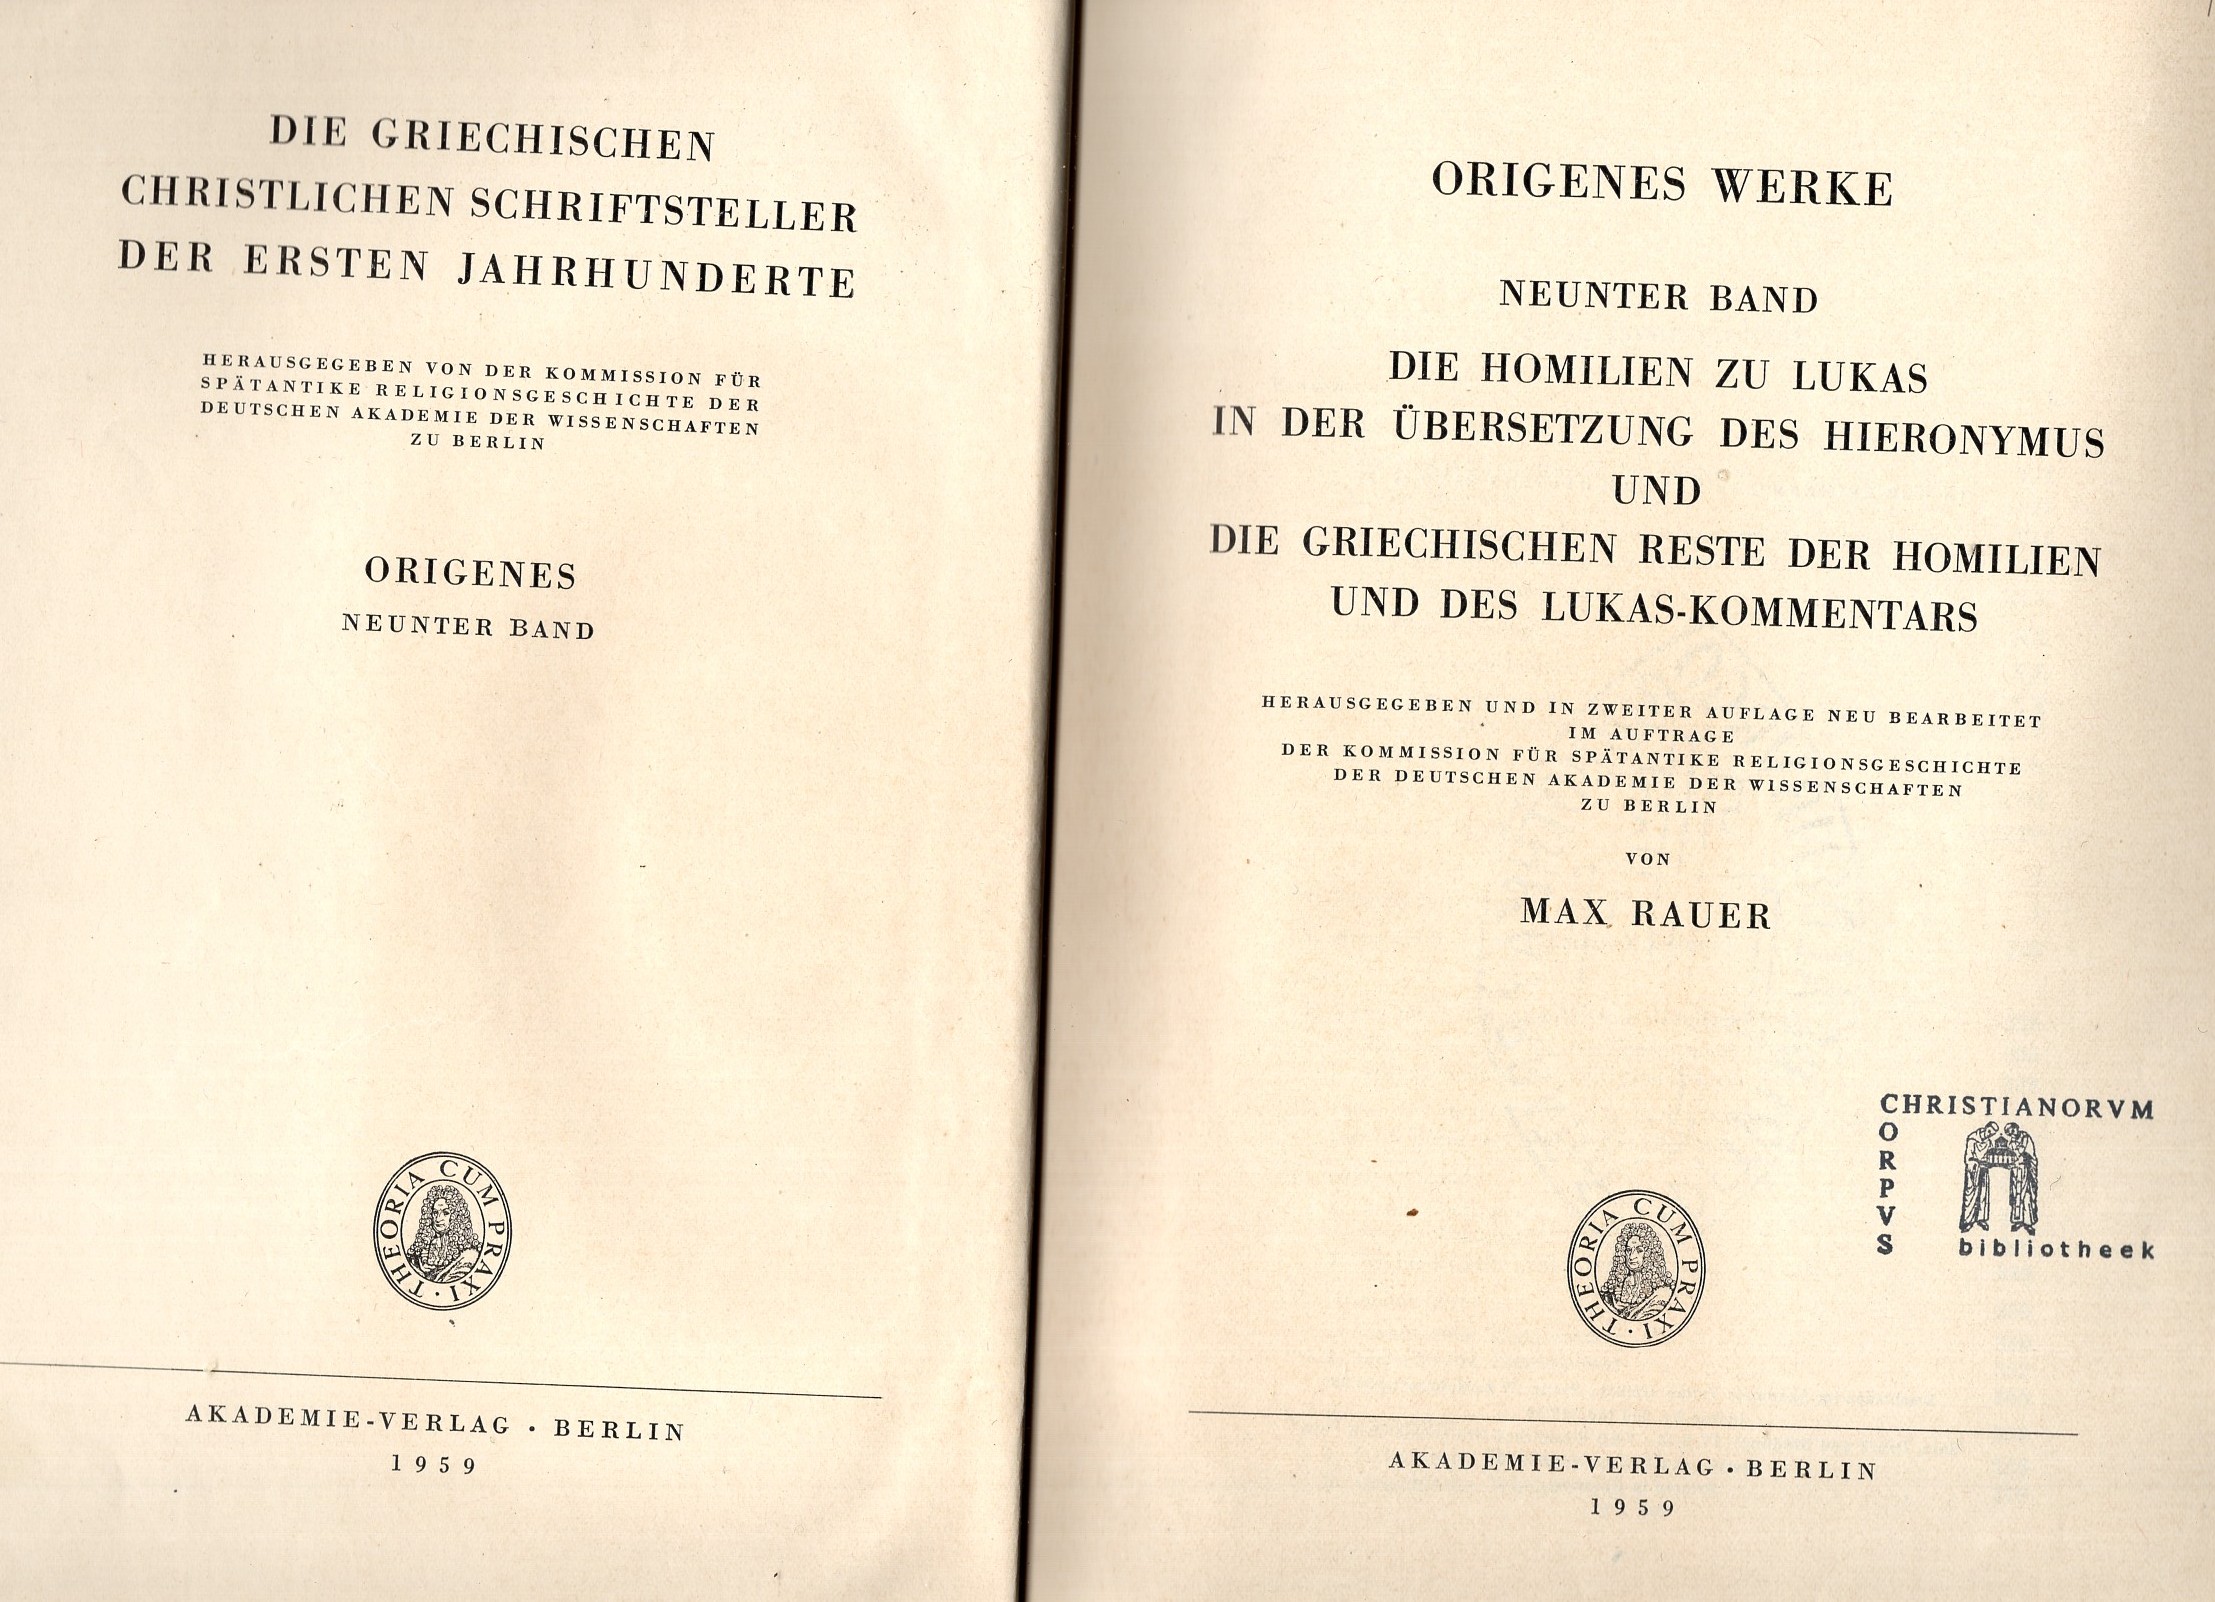 DIE GRIECHISCHEN
CHRISTLICHEN SCHRIFTSTELLER
DER ERSTEN JAHRHUNDERTE
HERAUSGEGEBEN VON DER KOMMISSION FÜR
SPÄTANTIKE RELIGIONSGESCHICHTE DER
DEUTSCHEN AKADEMIE DER WISSENSCHAFTEN
ZU BERLIN
ORIGENES
NEUNTER BAND
THEORIA CUM PRAXI ·
AKADEMIE-VERLAG · BERLIN
1959
ORIGENES WERKE
NEUNTER BAND
DIE HOMILIEN ZU LUKAS
IN DER ÜBERSETZUNG DES HIERONYMUS
UND
DIE GRIECHISCHEN RESTE DER HOMILIEN
UND DES LUKAS-KOMMENTARS
HERAUSGEGEBEN UND IN ZWEITER AUFLAGE NEU BEARBEITET
IM AUFTRAGE
DER KOMMISSION FÜR SPÄTANTIKE RELIGIONSGESCHICHTE
DER DEUTSCHEN AKADEMIE DER WISSENSCHAFTEN
ZU BERLIN
VON
MAX RAUER
CHRISTIANORVM
CORPVS
bibliotheek
THEORIA CUM PRAXI ·
AKADEMIE-VERLAG · BERLIN
1959